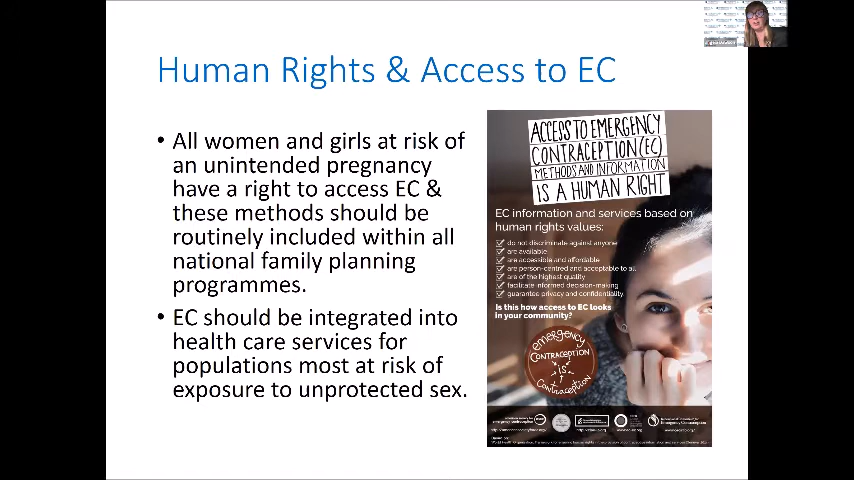 Human Rights & Access to EC
• All women and girls at risk of
an unintended pregnancy
have a right to access EC &
these methods should be
routinely included within all
national family planning
programmes.
• EC should be integrated into
health care services for
populations most at risk of
exposure to unprotected sex.
ACCESS TO EMERGENCY
CONTRACEPTION (EC)
METHODS AND INFORMATION
IS A HUMAN RIGHT
EC information and services based on
human rights values:
do not discriminate against anyone
are available
are accessible and affordable
are person-centred and acceptable to all
are of the highest quality
facilitate informed decision-making
guarantee privacy and confidentiality
Is this how access to EC looks
in your community?
EMERGENCY
CONTRACEPTION
IS
Contraception